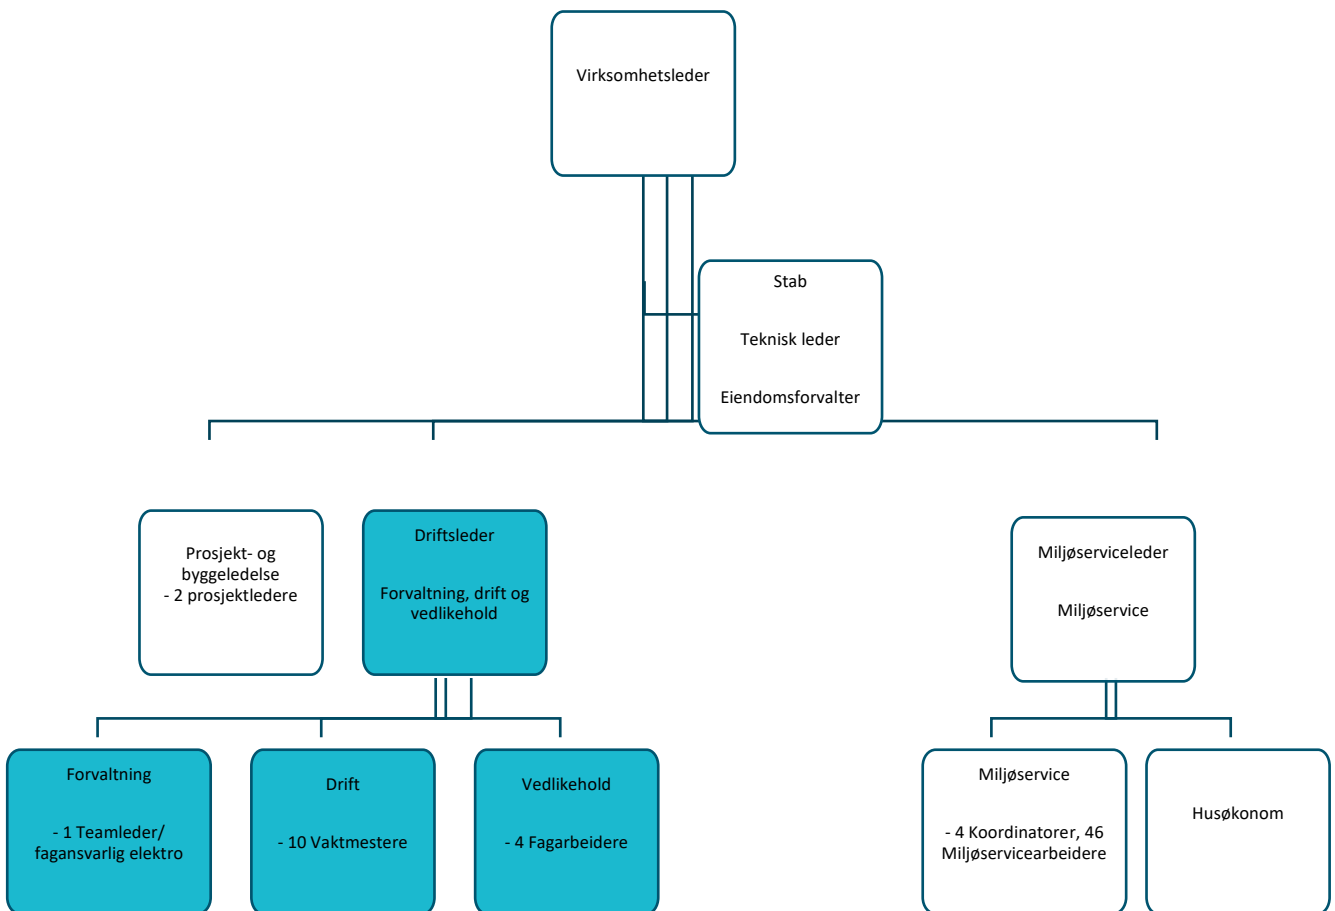 Virksomhetsleder
Stab
Teknisk leder
Eiendomsforvalter
Prosjekt- og
byggeledelse
- 2 prosjektledere
Driftsleder
Forvaltning, drift og
vedlikehold
Miljøserviceleder
Miljøservice
Forvaltning
- 1 Teamleder/
fagansvarlig elektro
Drift
- 10 Vaktmestere
Vedlikehold
- 4 Fagarbeidere
Miljøservice
- 4 Koordinatorer, 46
Miljøservicearbeidere
Husøkonom